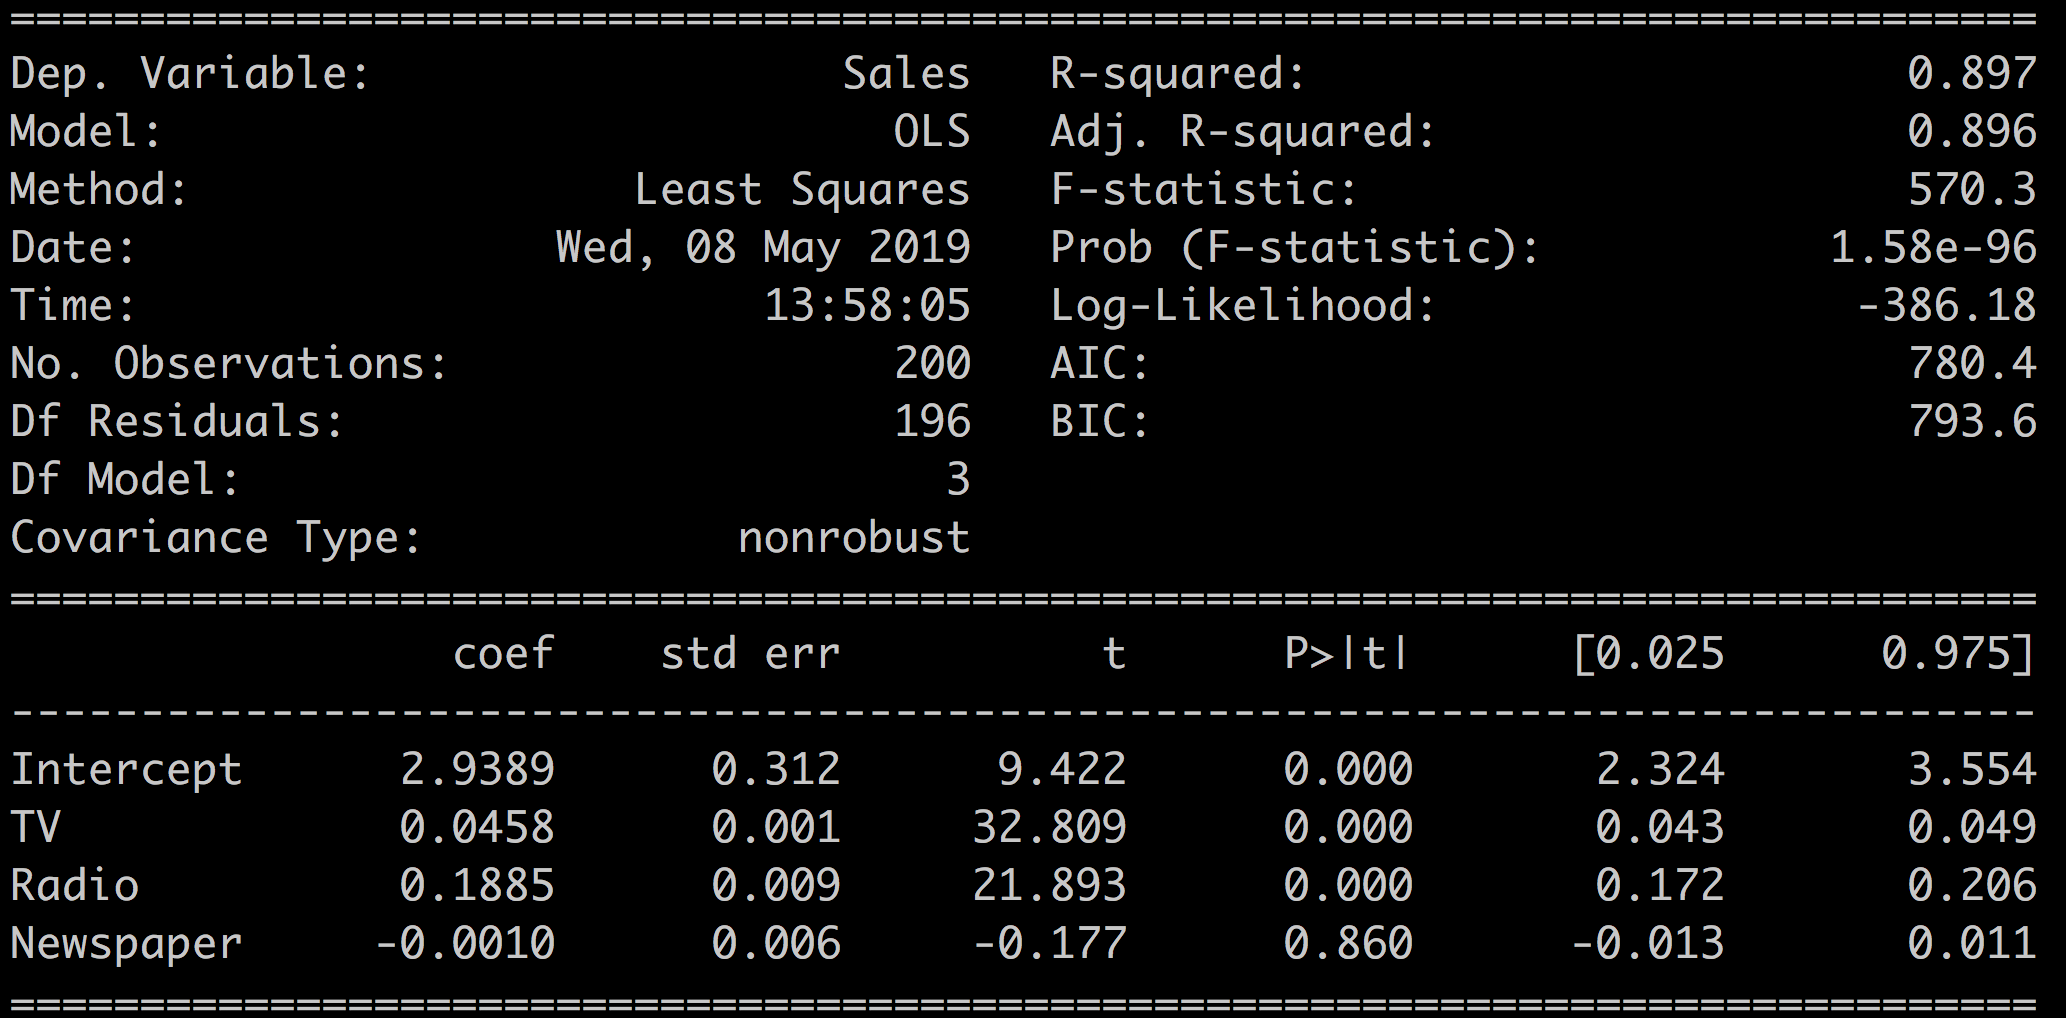 ==============================================================================
Dep. Variable:                  Sales   R-squared:                       0.897
Model:                            OLS   Adj. R-squared:                  0.896
Method:                 Least Squares   F-statistic:                     570.3
Date:                Wed, 08 May 2019   Prob (F-statistic):           1.58e-96
Time:                        13:58:05   Log-Likelihood:                -386.18
No. Observations:                 200   AIC:                             780.4
Df Residuals:                     196   BIC:                             793.6
Df Model:                           3
Covariance Type:            nonrobust
==============================================================================
                 coef    std err          t      P>|t|      [0.025      0.975]
------------------------------------------------------------------------------
Intercept      2.9389      0.312      9.422      0.000       2.324       3.554
TV             0.0458      0.001     32.809      0.000       0.043       0.049
Radio          0.1885      0.009     21.893      0.000       0.172       0.206
Newspaper     -0.0010      0.006     -0.177      0.860      -0.013       0.011
==============================================================================